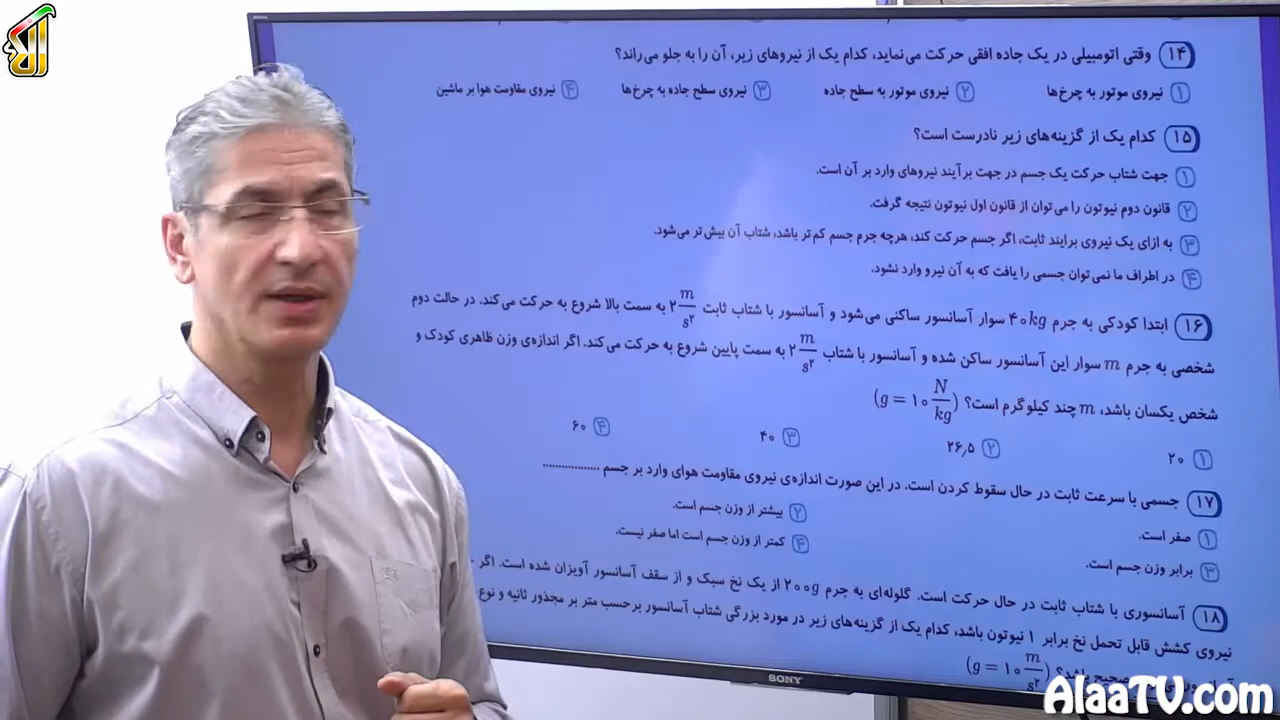 ۱۴ وقتی اتومبیلی در یک جاده افقی حرکت می‌نماید، کدام یک از نیروهای زیر، آن را به جلو می‌راند؟
۱ نیروی موتور به چرخ‌ها ۲ نیروی موتور به سطح جاده ۳ نیروی سطح جاده به چرخ‌ها ۴ نیروی مقاومت هوا بر ماشین
۱۵ کدام یک از گزینه‌های زیر نادرست است؟
۱ جهت شتاب حرکت یک جسم در جهت برآیند نیروهای وارد بر آن است.
۲ قانون دوم نیوتون را می‌توان از قانون اول نیوتون نتیجه گرفت.
۳ به ازای یک نیروی برایند ثابت، اگر جسم حرکت کند، هرچه جرم جسم کم‌تر باشد، شتاب آن بیش‌تر می‌شود.
۴ در اطراف ما نمی‌توان جسمی را یافت که به آن نیرو وارد نشود.
۱۶ ابتدا کودکی به جرم ۴۰kg سوار آسانسور ساکنی می‌شود و آسانسور با شتاب ثابت ۲ m/s² به سمت بالا شروع به حرکت می‌کند. در حالت دوم
شخصی به جرم m سوار این آسانسور ساکن شده و آسانسور با شتاب ۲ m/s² به سمت پایین شروع به حرکت می‌کند. اگر اندازه‌ی وزن ظاهری کودک و
شخص یکسان باشد، m چند کیلوگرم است؟ (g = ۱۰ N/kg)
۱ ۲۰ ۲ ۲۶٫۵ ۳ ۴۰ ۴ ۶۰
۱۷ جسمی با سرعت ثابت در حال سقوط کردن است. در این صورت اندازه‌ی نیروی مقاومت هوای وارد بر جسم ..................
۱ صفر است. ۲ بیشتر از وزن جسم است.
۳ برابر وزن جسم است. ۴ کمتر از وزن جسم است اما صفر نیست.
۱۸ آسانسوری با شتاب ثابت در حال حرکت است. گلوله‌ای به جرم ۲۰۰g از یک نخ سبک و از سقف آسانسور آویزان شده است. اگر
نیروی کشش قابل تحمل نخ برابر ۱ نیوتون باشد، کدام یک از گزینه‌های زیر در مورد بزرگی شتاب آسانسور برحسب متر بر مجذور ثانیه و نوع
صحیح باشد؟ (g = ۱۰ m/s²)
SONY
AlaaTV.com